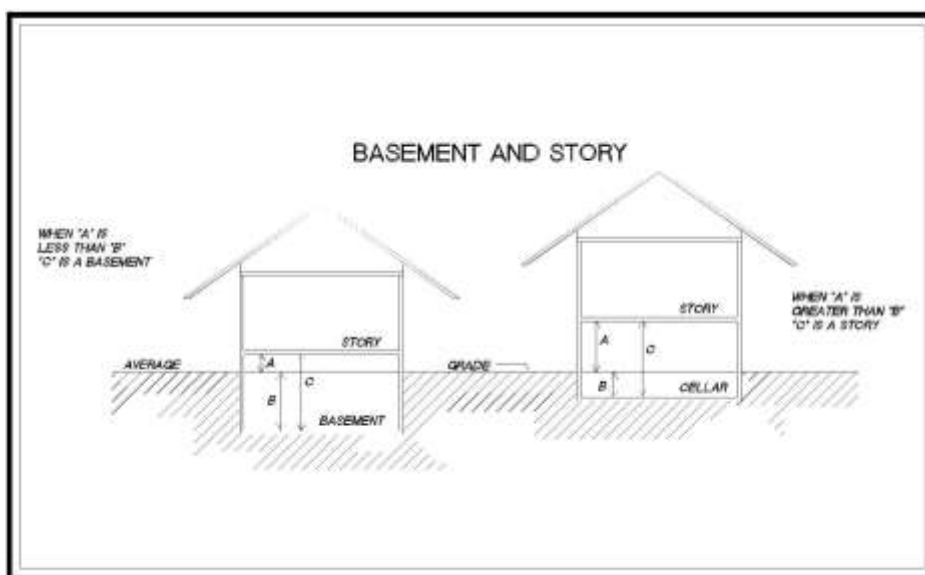 BASEMENT AND STORY
WHEN "A" IS
LESS THAN "B"
"C" IS A BASEMENT
WHEN "A" IS
GREATER THAN "B"
"C" IS A STORY
STORY
A
AVERAGE
C
B
BASEMENT
GRADE
STORY
A
C
B
CELLAR